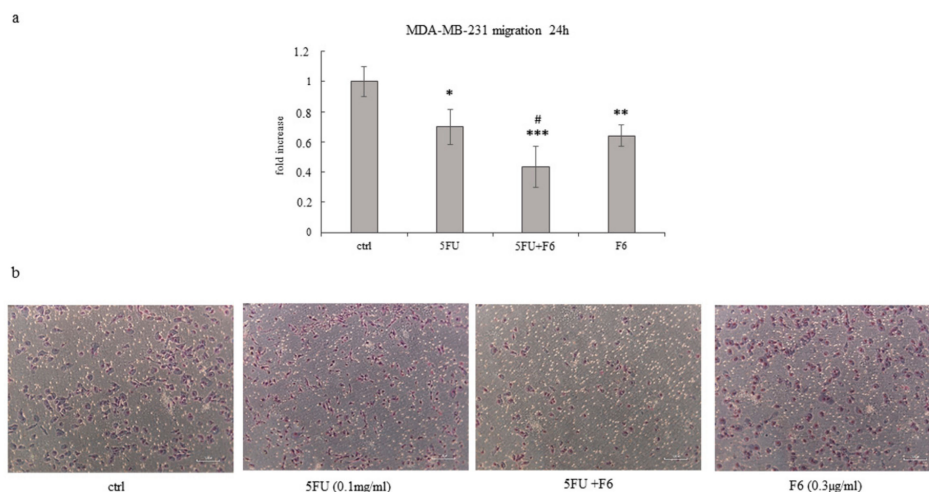 a
MDA-MB-231 migration 24h
1.2
1
0.8
0.6
0.4
0.2
0
fold increase
*
#
***
**
ctrl
5FU
5FU+F6
F6
b
ctrl
5FU (0.1mg/ml)
5FU +F6
F6 (0.3µg/ml)